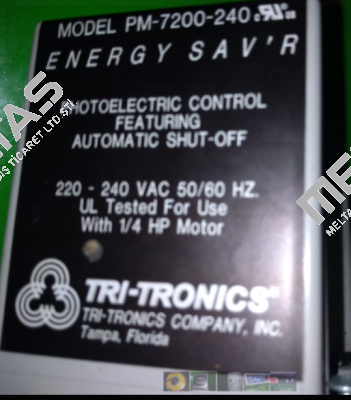 MODEL PM-7200-240
ENERGY SAV'R
PHOTOELECTRIC CONTROL
FEATURING
AUTOMATIC SHUT-OFF
220 - 240 VAC 50/60 HZ.
UL Tested For Use
With 1/4 HP Motor
TRI-TRONICS®
TRI-TRONICS COMPANY, INC.
Tampa, Florida